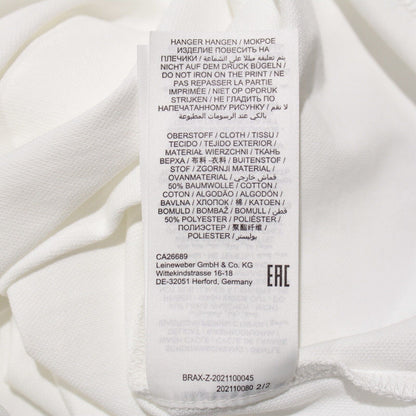 HANGER HANGEN / МОКРОЕ
ИЗДЕЛИЕ ПОВЕСИТЬ НА
ПЛЕЧИКИ / يتم تعليقه مبللا على الشماعة
NICHT AUF DEM DRUCK BÜGELN /
DO NOT IRON ON THE PRINT /
NE PAS REPASSER LA PARTIE
IMPRIMÉE / NIET OP OPDRUK
STRIJKEN / НЕ ГЛАДИТЬ ПО
НАПЕЧАТАННОМУ РИСУНКУ / لا تقم
بالكي عند الرسومات المطبوعة
OBERSTOFF / CLOTH / TISSU /
TECIDO / TEJIDO EXTERIOR /
MATERIAŁ WIERZCHNI / ТКАНЬ
ВЕРХА / 布料 -衣料 / BUITENSTOF /
STOF / ZGORNJI MATERIAL /
OVANMATERIAL / قماش خارجي /
50% BAUMWOLLE / COTTON /
COTON / ALGODÃO / ALGODÓN /
BAVLNA / ХЛОПОК / 棉 / KATOEN /
BOMULD / BOMBAŽ / BOMULL / قطن /
50% POLYESTER / POLIÉSTER /
ПОЛИЭСТЕР / 聚酯纤维 /
POLIESTER / بوليستر /
CA26689
Leineweber GmbH & Co. KG
Wittekindstrasse 16-18
DE-32051 Herford, Germany
EAC
BRAX-Z-2021100045
2021100080 2/2